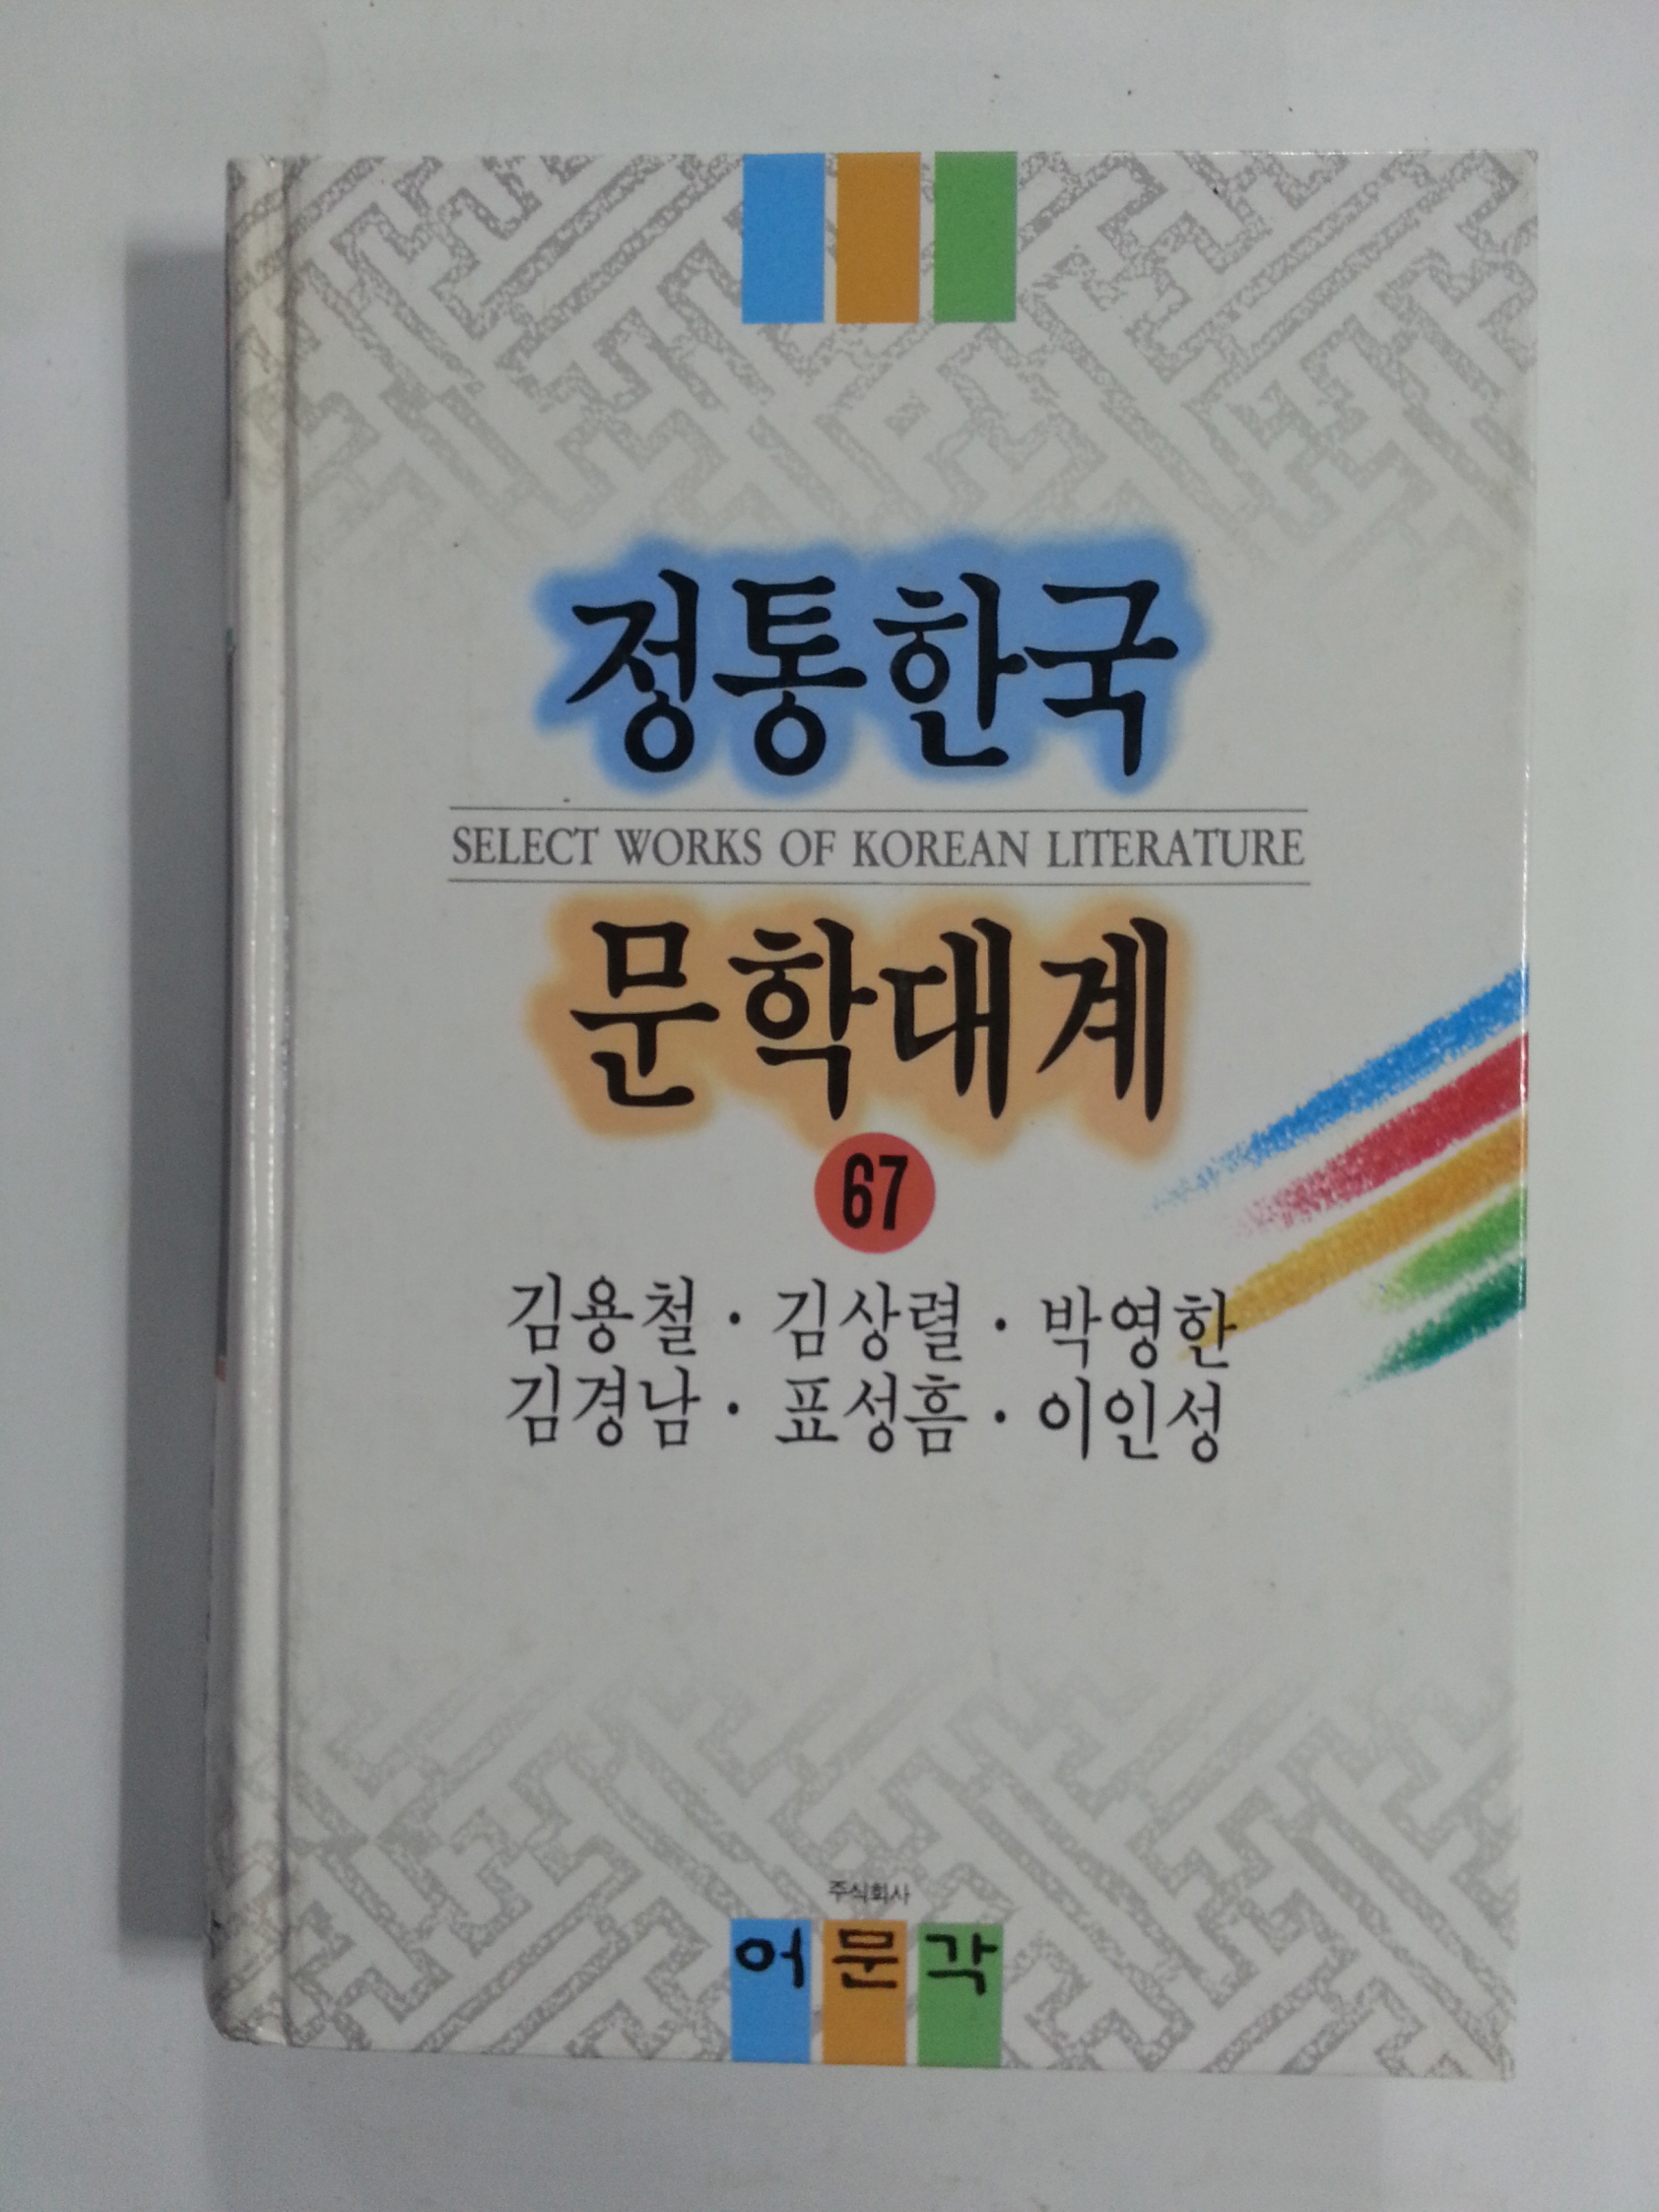 정통한국
SELECT WORKS OF KOREAN LITERATURE
문학대계
67
김용철 · 김상렬 · 박영한
김경남 · 표성흠 · 이인성
주식회사
어문각